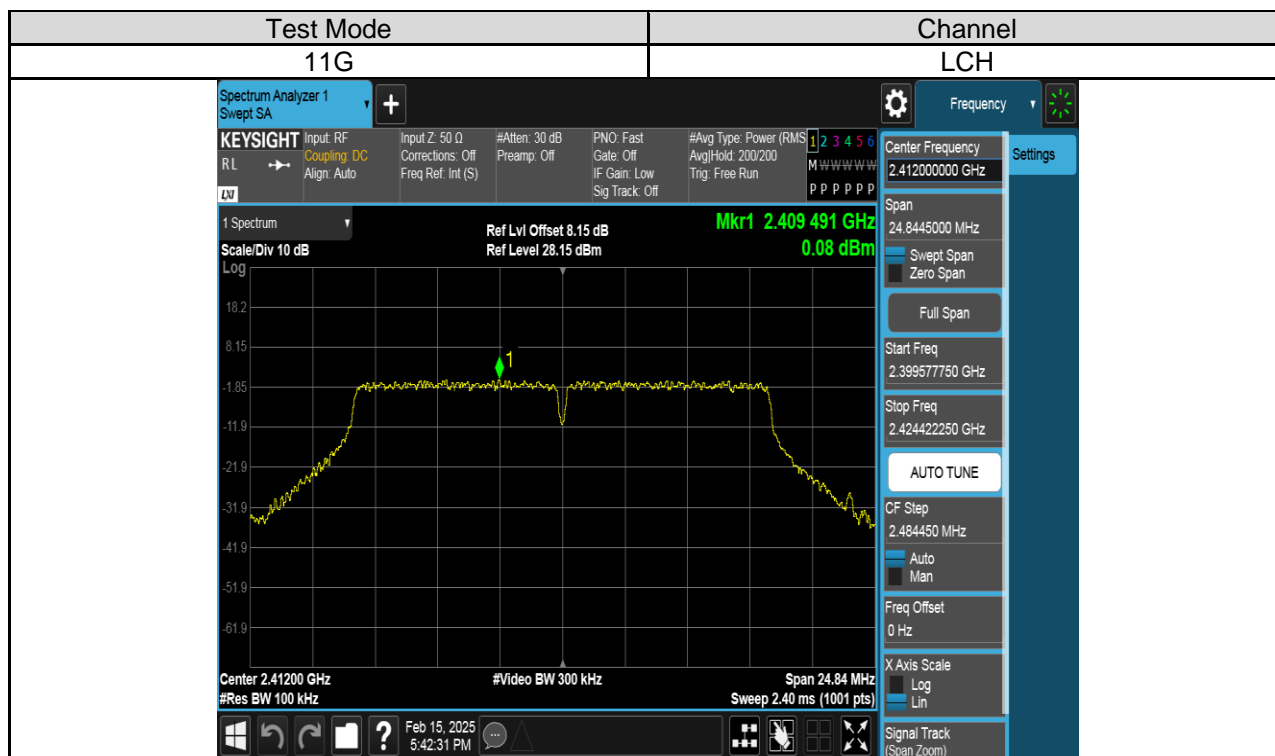 Test Mode
Channel
11G
LCH
Spectrum Analyzer 1
Swept SA
Frequency
KEYSIGHT
RL
LXI
Input: RF
Coupling: DC
Align: Auto
Input Z: 50 Ω
Corrections: Off
Freq Ref: Int (S)
#Atten: 30 dB
Preamp: Off
PNO: Fast
Gate: Off
IF Gain: Low
Sig Track: Off
#Avg Type: Power (RMS
Avg|Hold: 200/200
Trig: Free Run
1 2 3 4 5 6
M W W W W W
P P P P P P
Settings
1 Spectrum
Scale/Div 10 dB
Log
Ref Lvl Offset 8.15 dB
Ref Level 28.15 dBm
Mkr1 2.409 491 GHz
0.08 dBm
18.2
8.15
-1.85
-11.9
-21.9
-31.9
-41.9
-51.9
-61.9
1
Center 2.41200 GHz
#Res BW 100 kHz
#Video BW 300 kHz
Span 24.84 MHz
Sweep 2.40 ms (1001 pts)
Center Frequency
2.412000000 GHz
Span
24.8445000 MHz
Swept Span
Zero Span
Full Span
Start Freq
2.399577750 GHz
Stop Freq
2.424422250 GHz
AUTO TUNE
CF Step
2.484450 MHz
Auto
Man
Freq Offset
0 Hz
X Axis Scale
Log
Lin
Signal Track
(Span Zoom)
?
Feb 15, 2025
5:42:31 PM